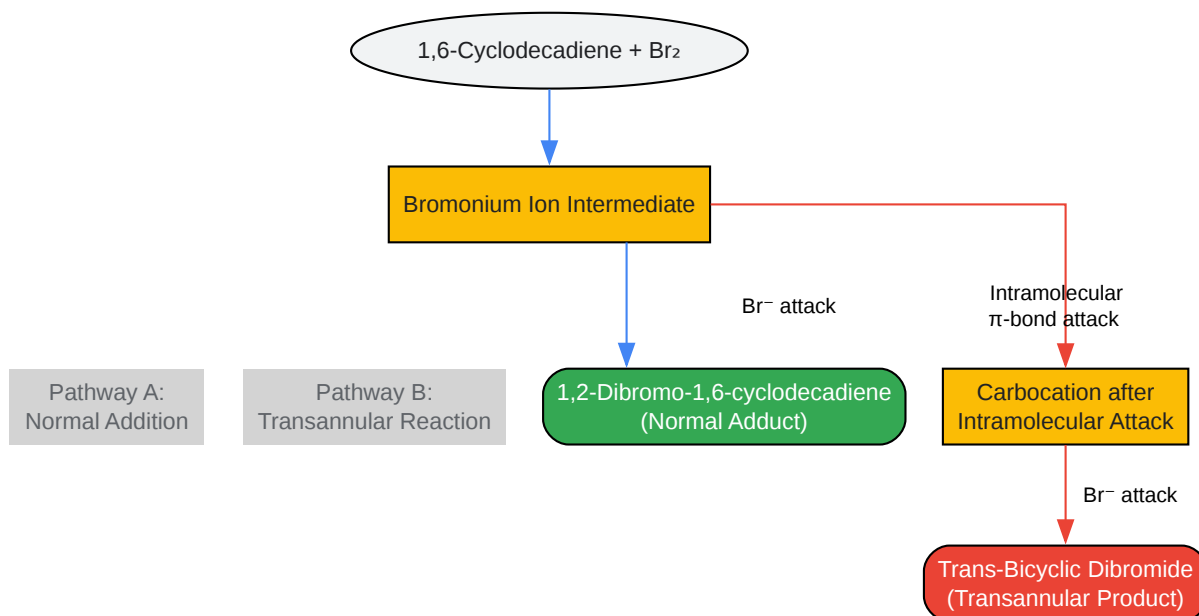 1,6-Cyclodecadiene + Br₂
Bromonium Ion Intermediate
Br⁻ attack
Intramolecular
π-bond attack
Pathway A:
Normal Addition
Pathway B:
Transannular Reaction
1,2-Dibromo-1,6-cyclodecadiene
(Normal Adduct)
Carbocation after
Intramolecular Attack
Br⁻ attack
Trans-Bicyclic Dibromide
(Transannular Product)